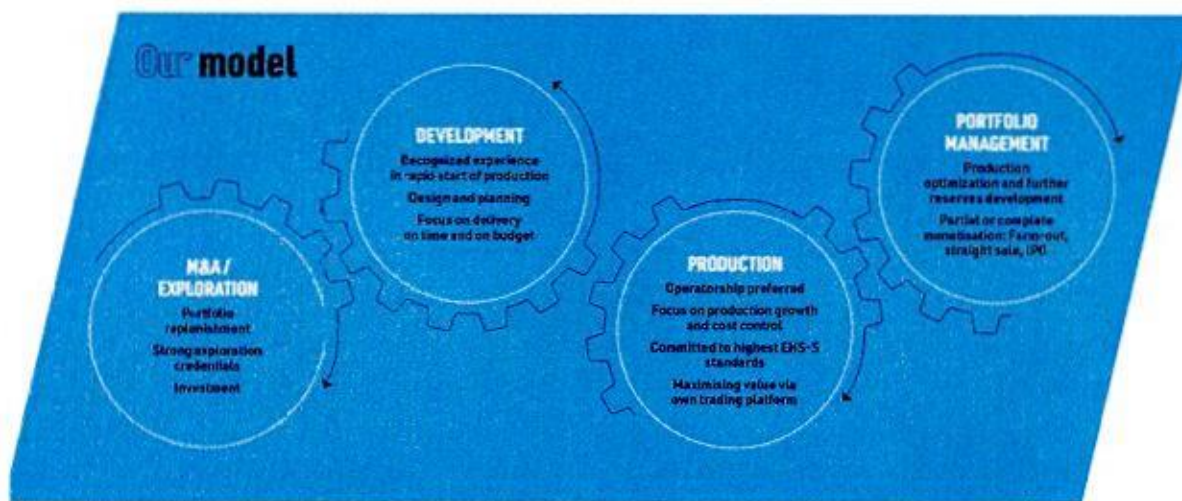 Our model
M&A /
EXPLORATION
Portfolio
replenishment
Strong exploration
credentials
Investment
DEVELOPMENT
Recognized experience
in rapid start of production
Design and planning
Focus on delivery
on time and on budget
PRODUCTION
Operatorship preferred
Focus on production growth
and cost control
Committed to highest EHS-S
standards
Maximising value via
own trading platform
PORTFOLIO
MANAGEMENT
Production
optimization and further
reserves development
Partial or complete
monetisation: Farm-out,
straight sale, IPO